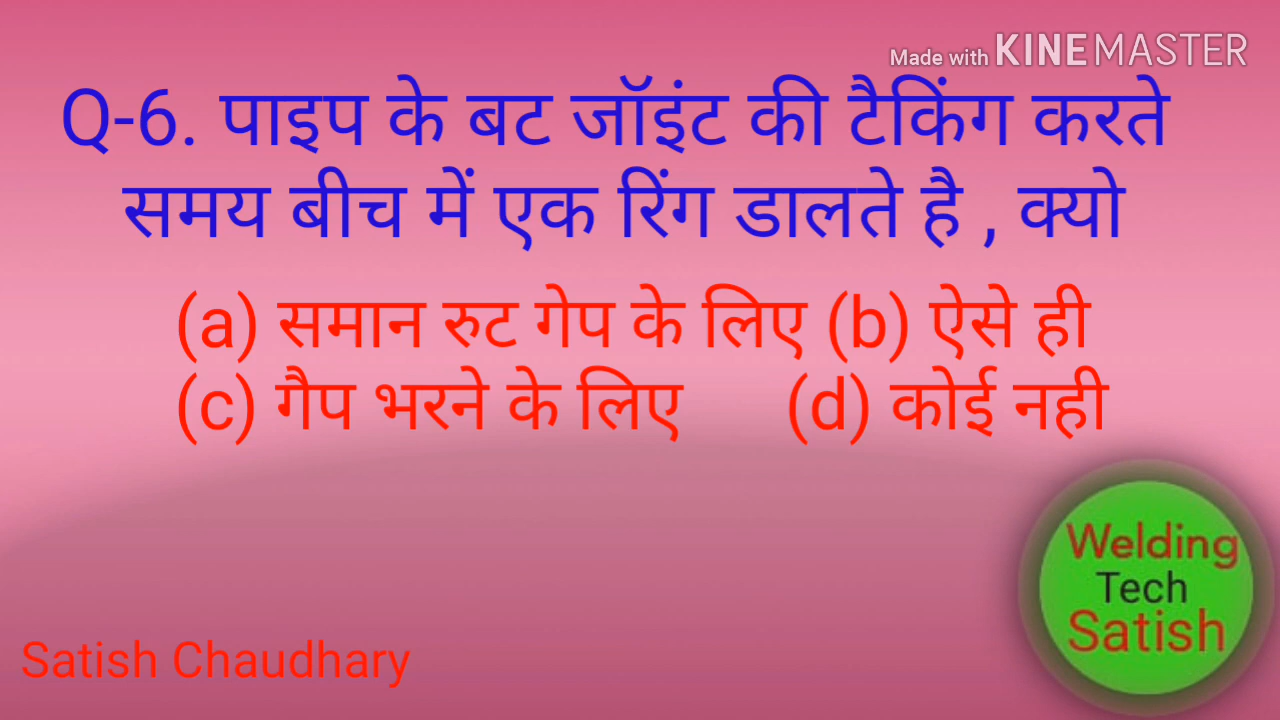 Made with KINEMASTER
Q-6. पाइप के बट जॉइंट की टैकिंग करते
समय बीच में एक रिंग डालते है , क्यो
(a) समान रुट गेप के लिए (b) ऐसे ही
(c) गैप भरने के लिए (d) कोई नही
Welding
Tech
Satish
Satish Chaudhary